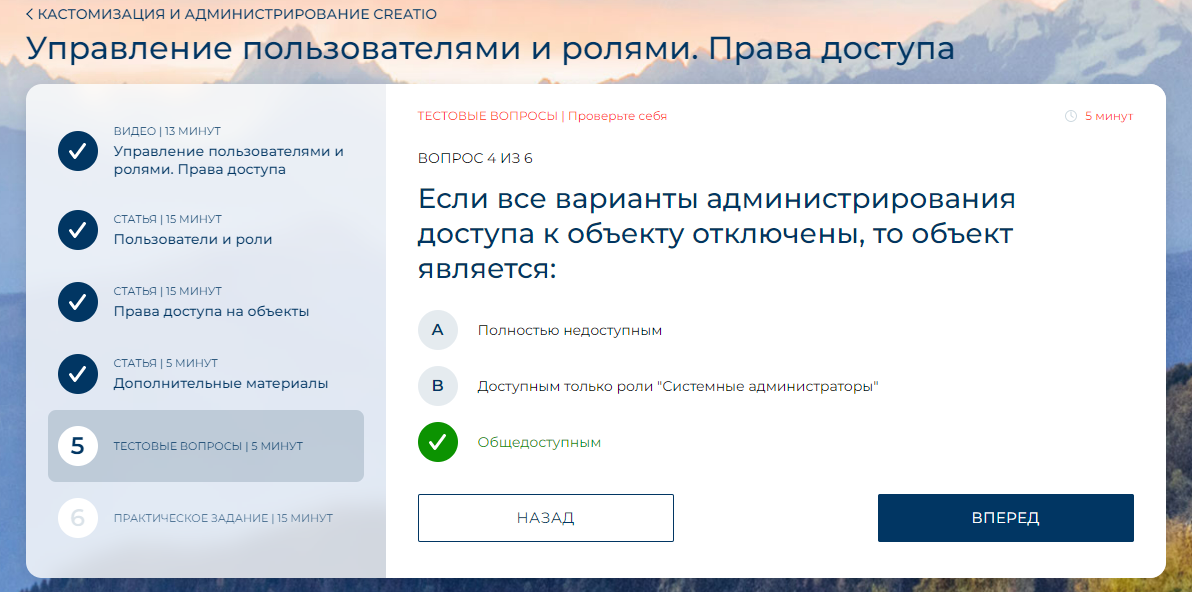 КАСТОМИЗАЦИЯ И АДМИНИСТРИРОВАНИЕ CREATIO
Управление пользователями и ролями. Права доступа
ВИДЕО | 13 МИНУТ
Управление пользователями и
ролями. Права доступа
СТАТЬЯ | 15 МИНУТ
Пользователи и роли
СТАТЬЯ | 15 МИНУТ
Права доступа на объекты
СТАТЬЯ | 5 МИНУТ
Дополнительные материалы
5
ТЕСТОВЫЕ ВОПРОСЫ | 5 МИНУТ
6
ПРАКТИЧЕСКОЕ ЗАДАНИЕ | 15 МИНУТ
ТЕСТОВЫЕ ВОПРОСЫ | Проверьте себя
5 минут
ВОПРОС 4 ИЗ 6
Если все варианты администрирования
доступа к объекту отключены, то объект
является:
A
Полностью недоступным
B
Доступным только роли "Системные администраторы"
Общедоступным
НАЗАД
ВПЕРЕД